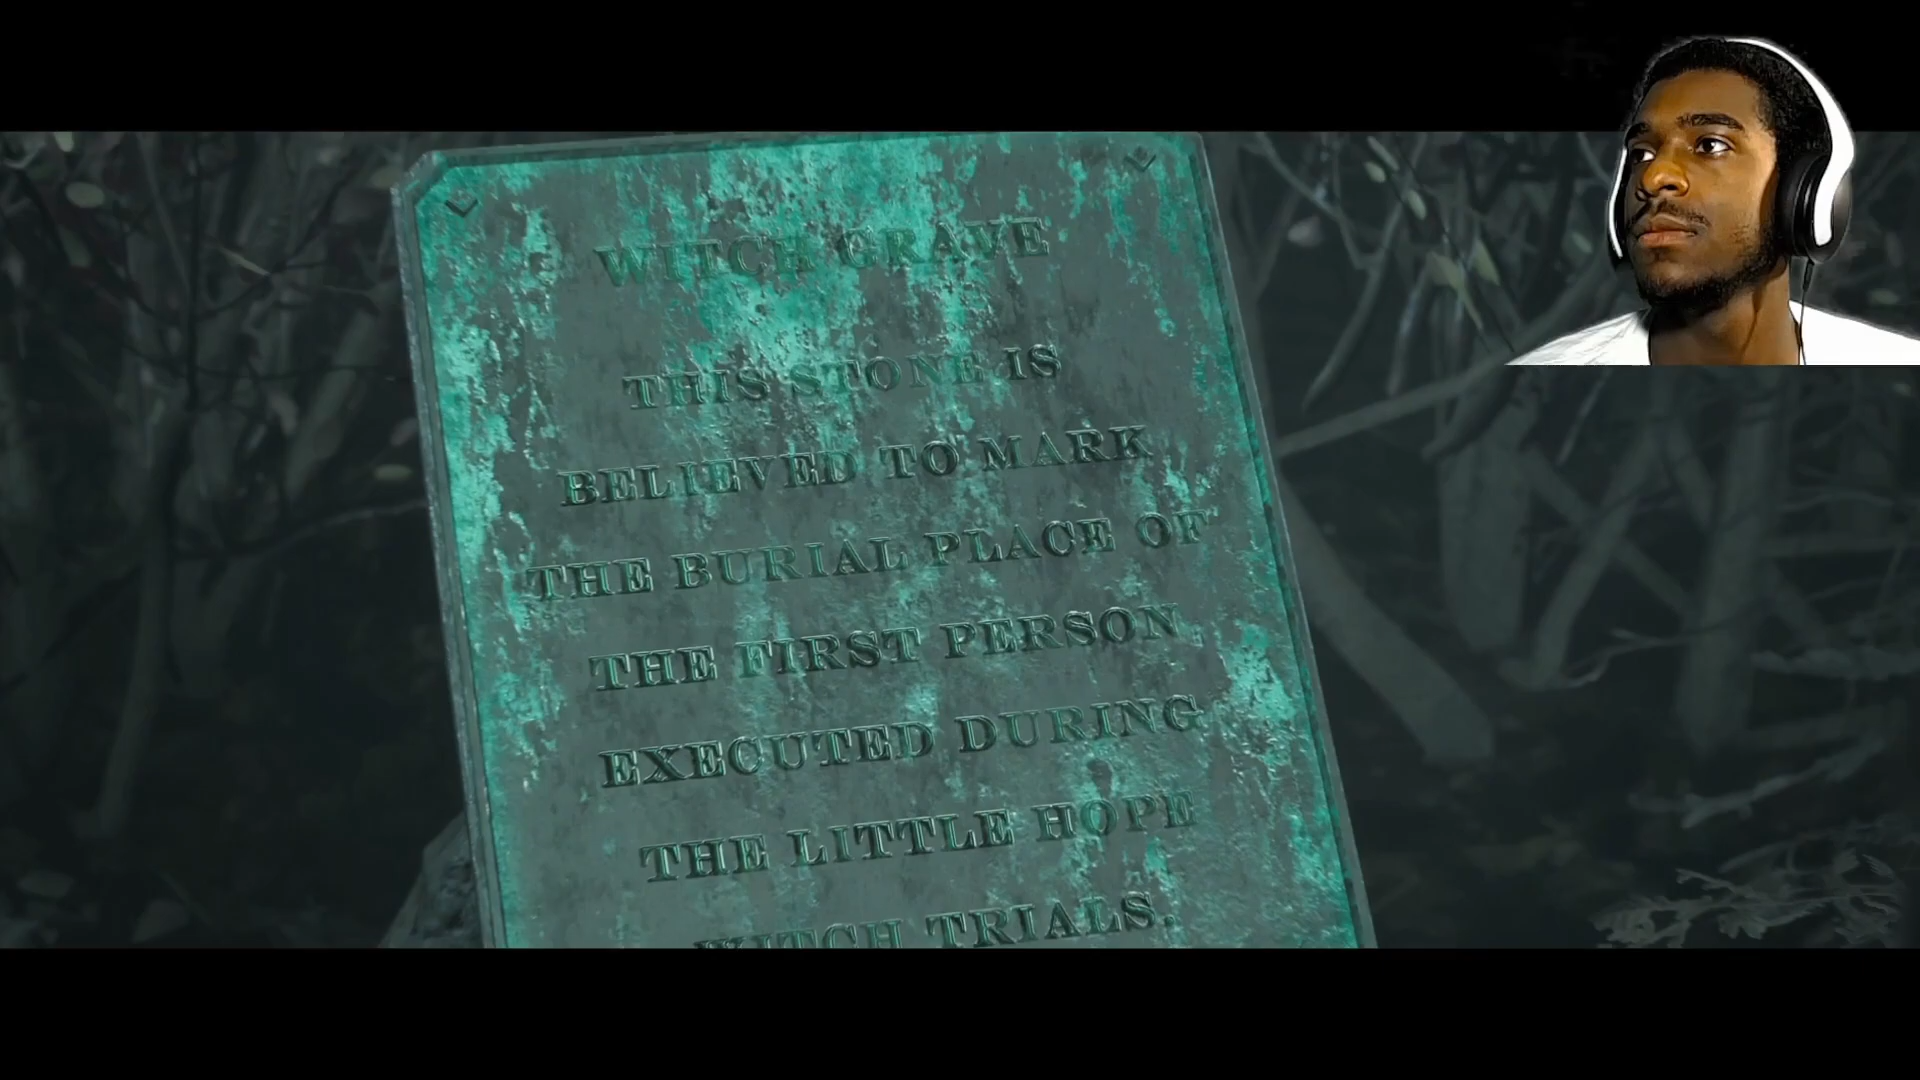 WITCH GRAVE
THIS STONE IS
BELIEVED TO MARK
THE BURIAL PLACE OF
THE FIRST PERSON
EXECUTED DURING
THE LITTLE HOPE
WITCH TRIALS.